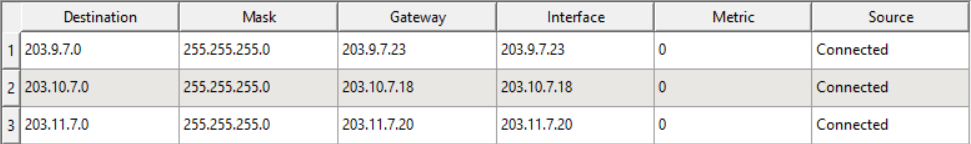 Destination Mask Gateway Interface Metric Source
1 203.9.7.0 255.255.255.0 203.9.7.23 203.9.7.23 0 Connected
2 203.10.7.0 255.255.255.0 203.10.7.18 203.10.7.18 0 Connected
3 203.11.7.0 255.255.255.0 203.11.7.20 203.11.7.20 0 Connected